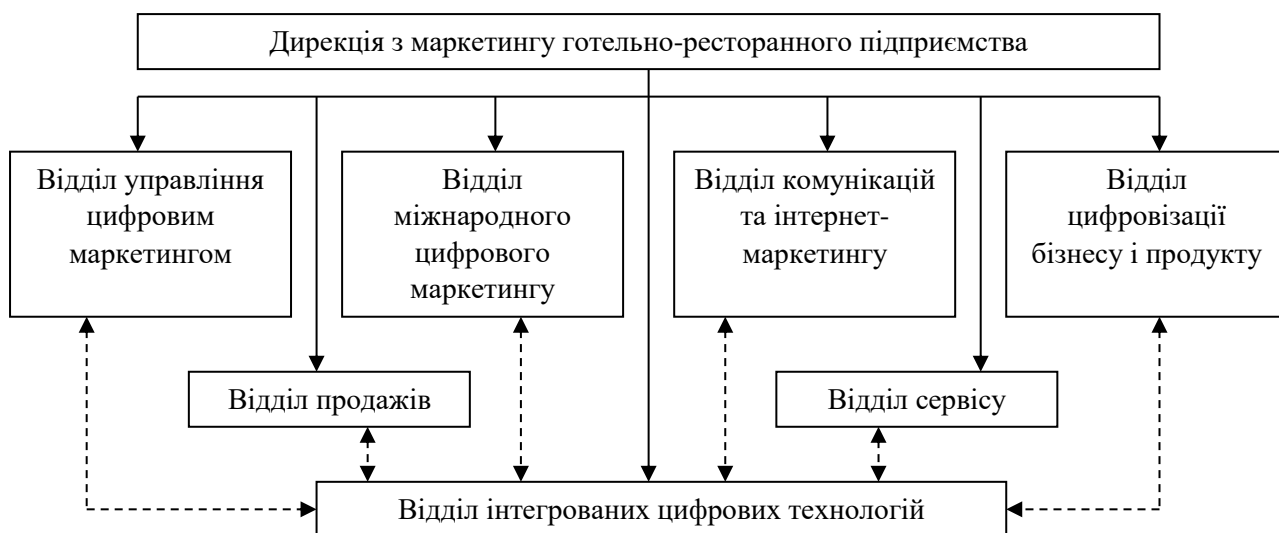 Дирекція з маркетингу готельно-ресторанного підприємства
Відділ управління
цифровим
маркетингом
Відділ
міжнародного
цифрового
маркетингу
Відділ комунікацій
та інтернет-
маркетингу
Відділ
цифровізації
бізнесу і продукту
Відділ продажів
Відділ сервісу
Відділ інтегрованих цифрових технологій